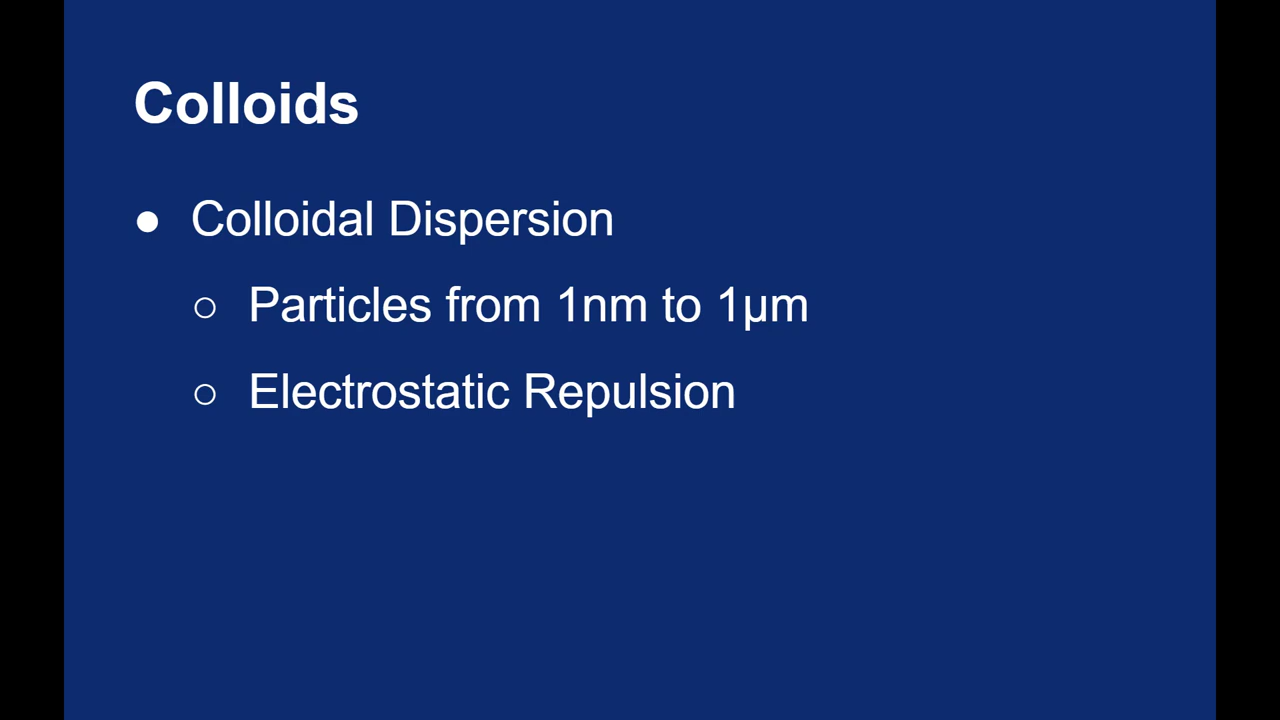 Colloids
● Colloidal Dispersion
○ Particles from 1nm to 1µm
○ Electrostatic Repulsion